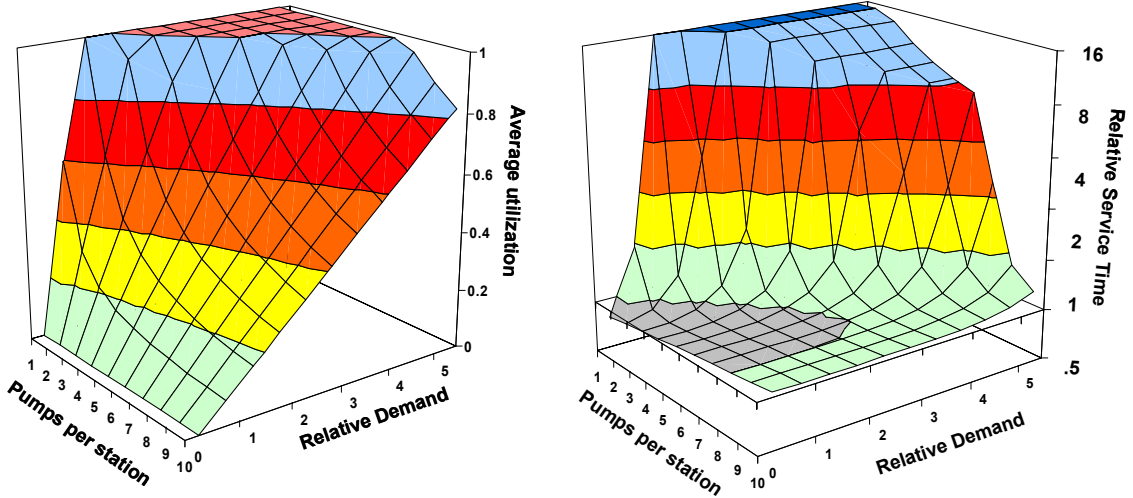 1
0.8
0.6
0.4
0.2
0
Average utilization
1 2 3 4 5 6 7 8 9 10
Pumps per station
0 1 2 3 4 5
Relative Demand
16
8
4
2
1
.5
Relative Service Time
1 2 3 4 5 6 7 8 9 10
Pumps per station
0 1 2 3 4 5
Relative Demand